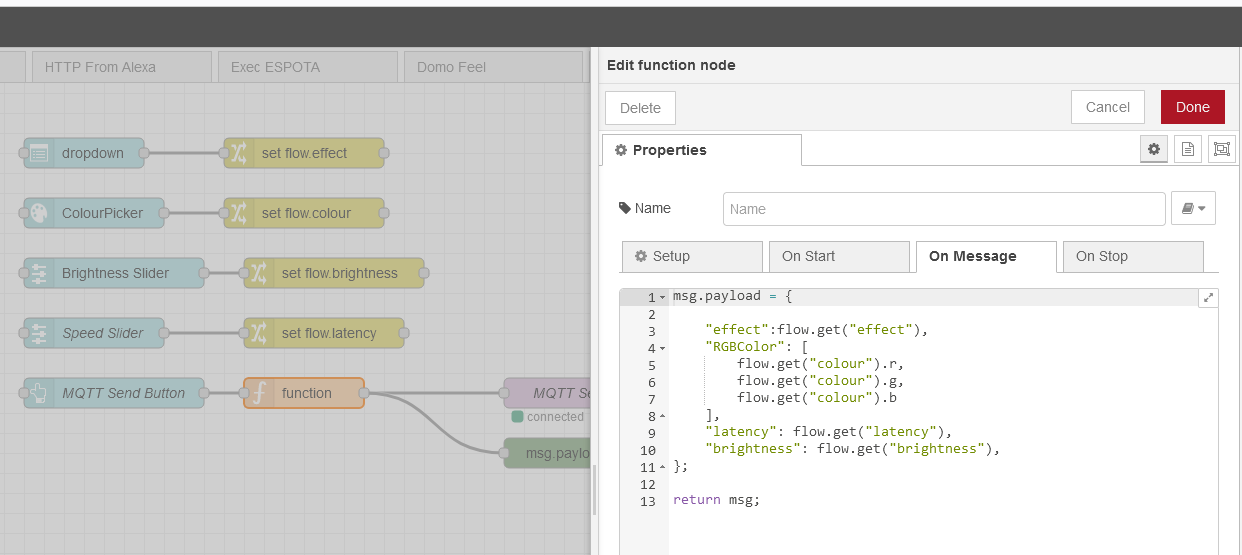 HTTP From Alexa
Exec ESPOTA
Domo Feel
dropdown
set flow.effect
ColourPicker
set flow.colour
Brightness Slider
set flow.brightness
Speed Slider
set flow.latency
MQTT Send Button
function
MQTT Se
connected
msg.paylo
Edit function node
Delete
Cancel
Done
Properties
Name
Name
Setup
On Start
On Message
On Stop
1 msg.payload = {
2
3 "effect":flow.get("effect"),
4 "RGBColor": [
5 flow.get("colour").r,
6 flow.get("colour").g,
7 flow.get("colour").b
8 ],
9 "latency": flow.get("latency"),
10 "brightness": flow.get("brightness"),
11 };
12
13 return msg;